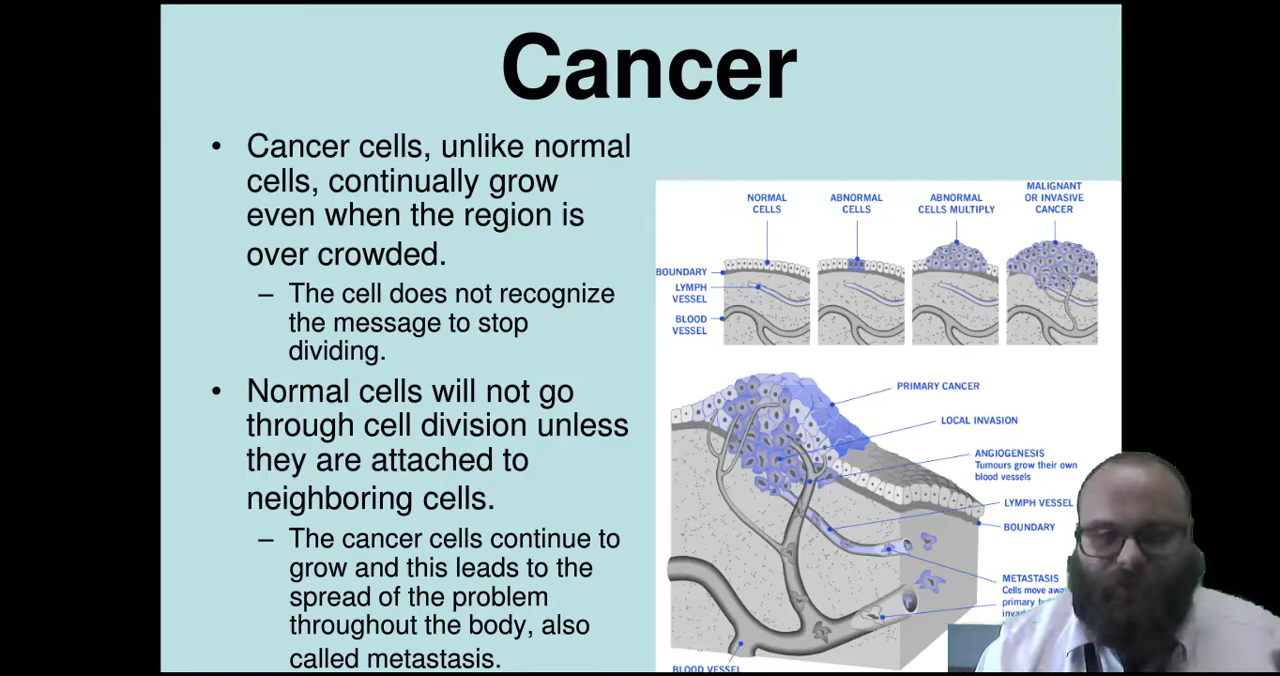 Cancer
• Cancer cells, unlike normal
cells, continually grow
even when the region is
over crowded.
– The cell does not recognize
the message to stop
dividing.
• Normal cells will not go
through cell division unless
they are attached to
neighboring cells.
– The cancer cells continue to
grow and this leads to the
spread of the problem
throughout the body, also
called metastasis.
NORMAL
CELLS
ABNORMAL
CELLS
ABNORMAL
CELLS MULTIPLY
MALIGNANT
OR INVASIVE
CANCER
BOUNDARY
LYMPH
VESSEL
BLOOD
VESSEL
PRIMARY CANCER
LOCAL INVASION
ANGIOGENESIS
Tumours grow their own
blood vessels
LYMPH VESSEL
BOUNDARY
METASTASIS
Cells move away
primary
BLOOD VESSEL